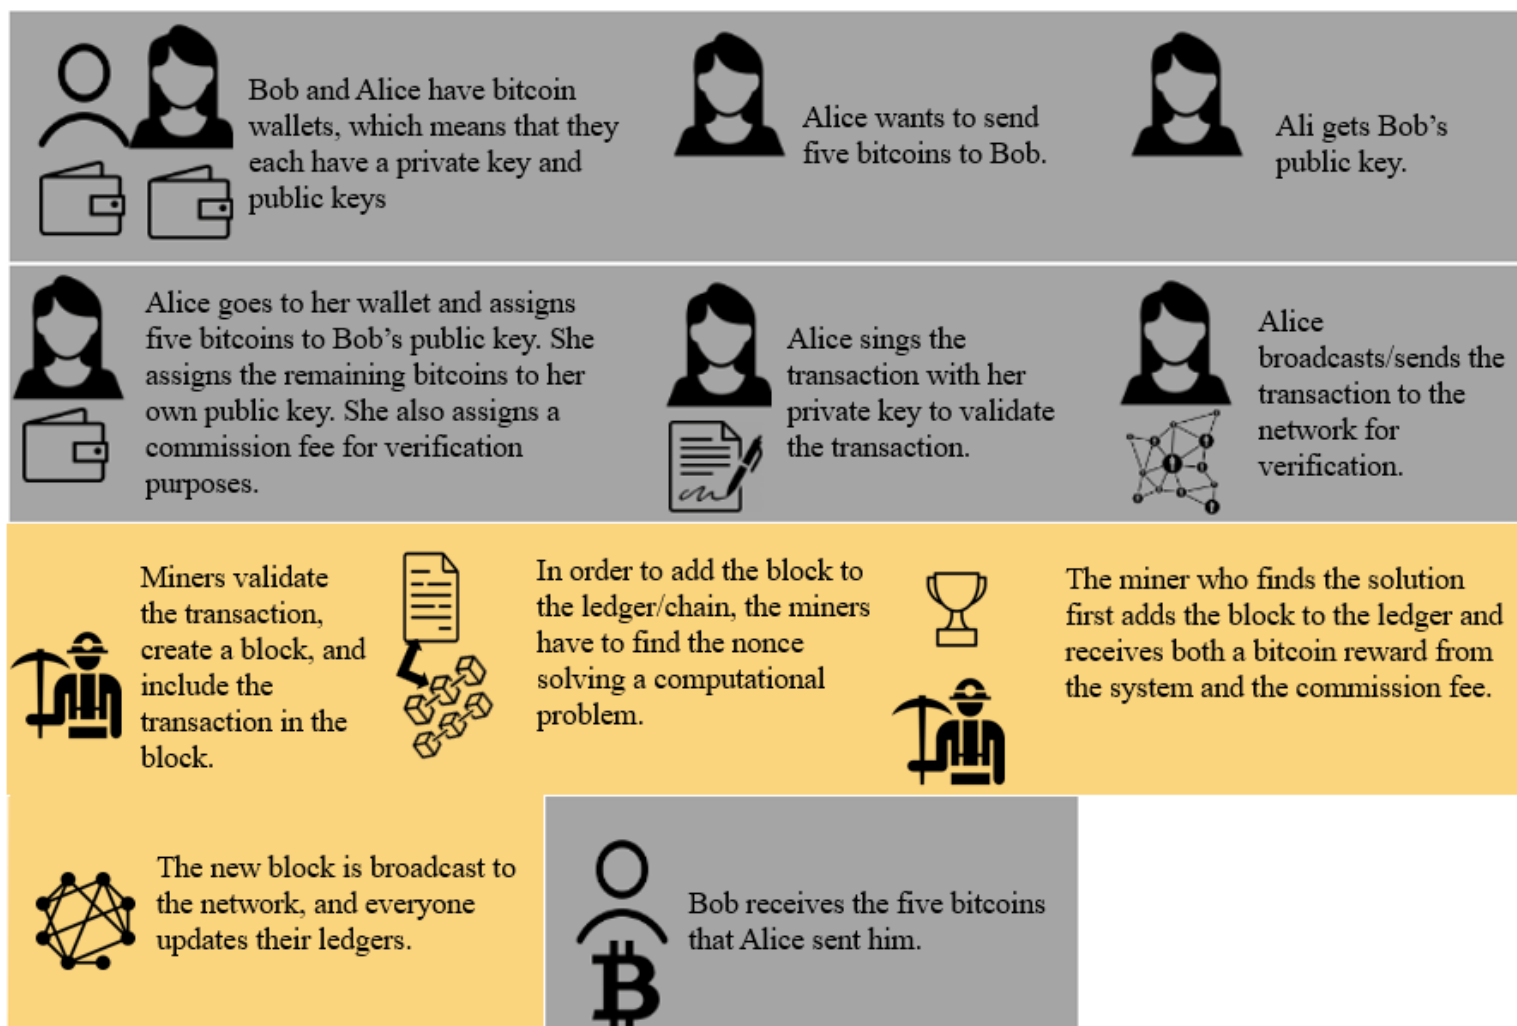 Bob and Alice have bitcoin
wallets, which means that they
each have a private key and
public keys
Alice wants to send
five bitcoins to Bob.
Ali gets Bob’s
public key.
Alice goes to her wallet and assigns
five bitcoins to Bob’s public key. She
assigns the remaining bitcoins to her
own public key. She also assigns a
commission fee for verification
purposes.
Alice sings the
transaction with her
private key to validate
the transaction.
Alice
broadcasts/sends the
transaction to the
network for
verification.
Miners validate
the transaction,
create a block, and
include the
transaction in the
block.
In order to add the block to
the ledger/chain, the miners
have to find the nonce
solving a computational
problem.
The miner who finds the solution
first adds the block to the ledger and
receives both a bitcoin reward from
the system and the commission fee.
The new block is broadcast to
the network, and everyone
updates their ledgers.
Bob receives the five bitcoins
that Alice sent him.